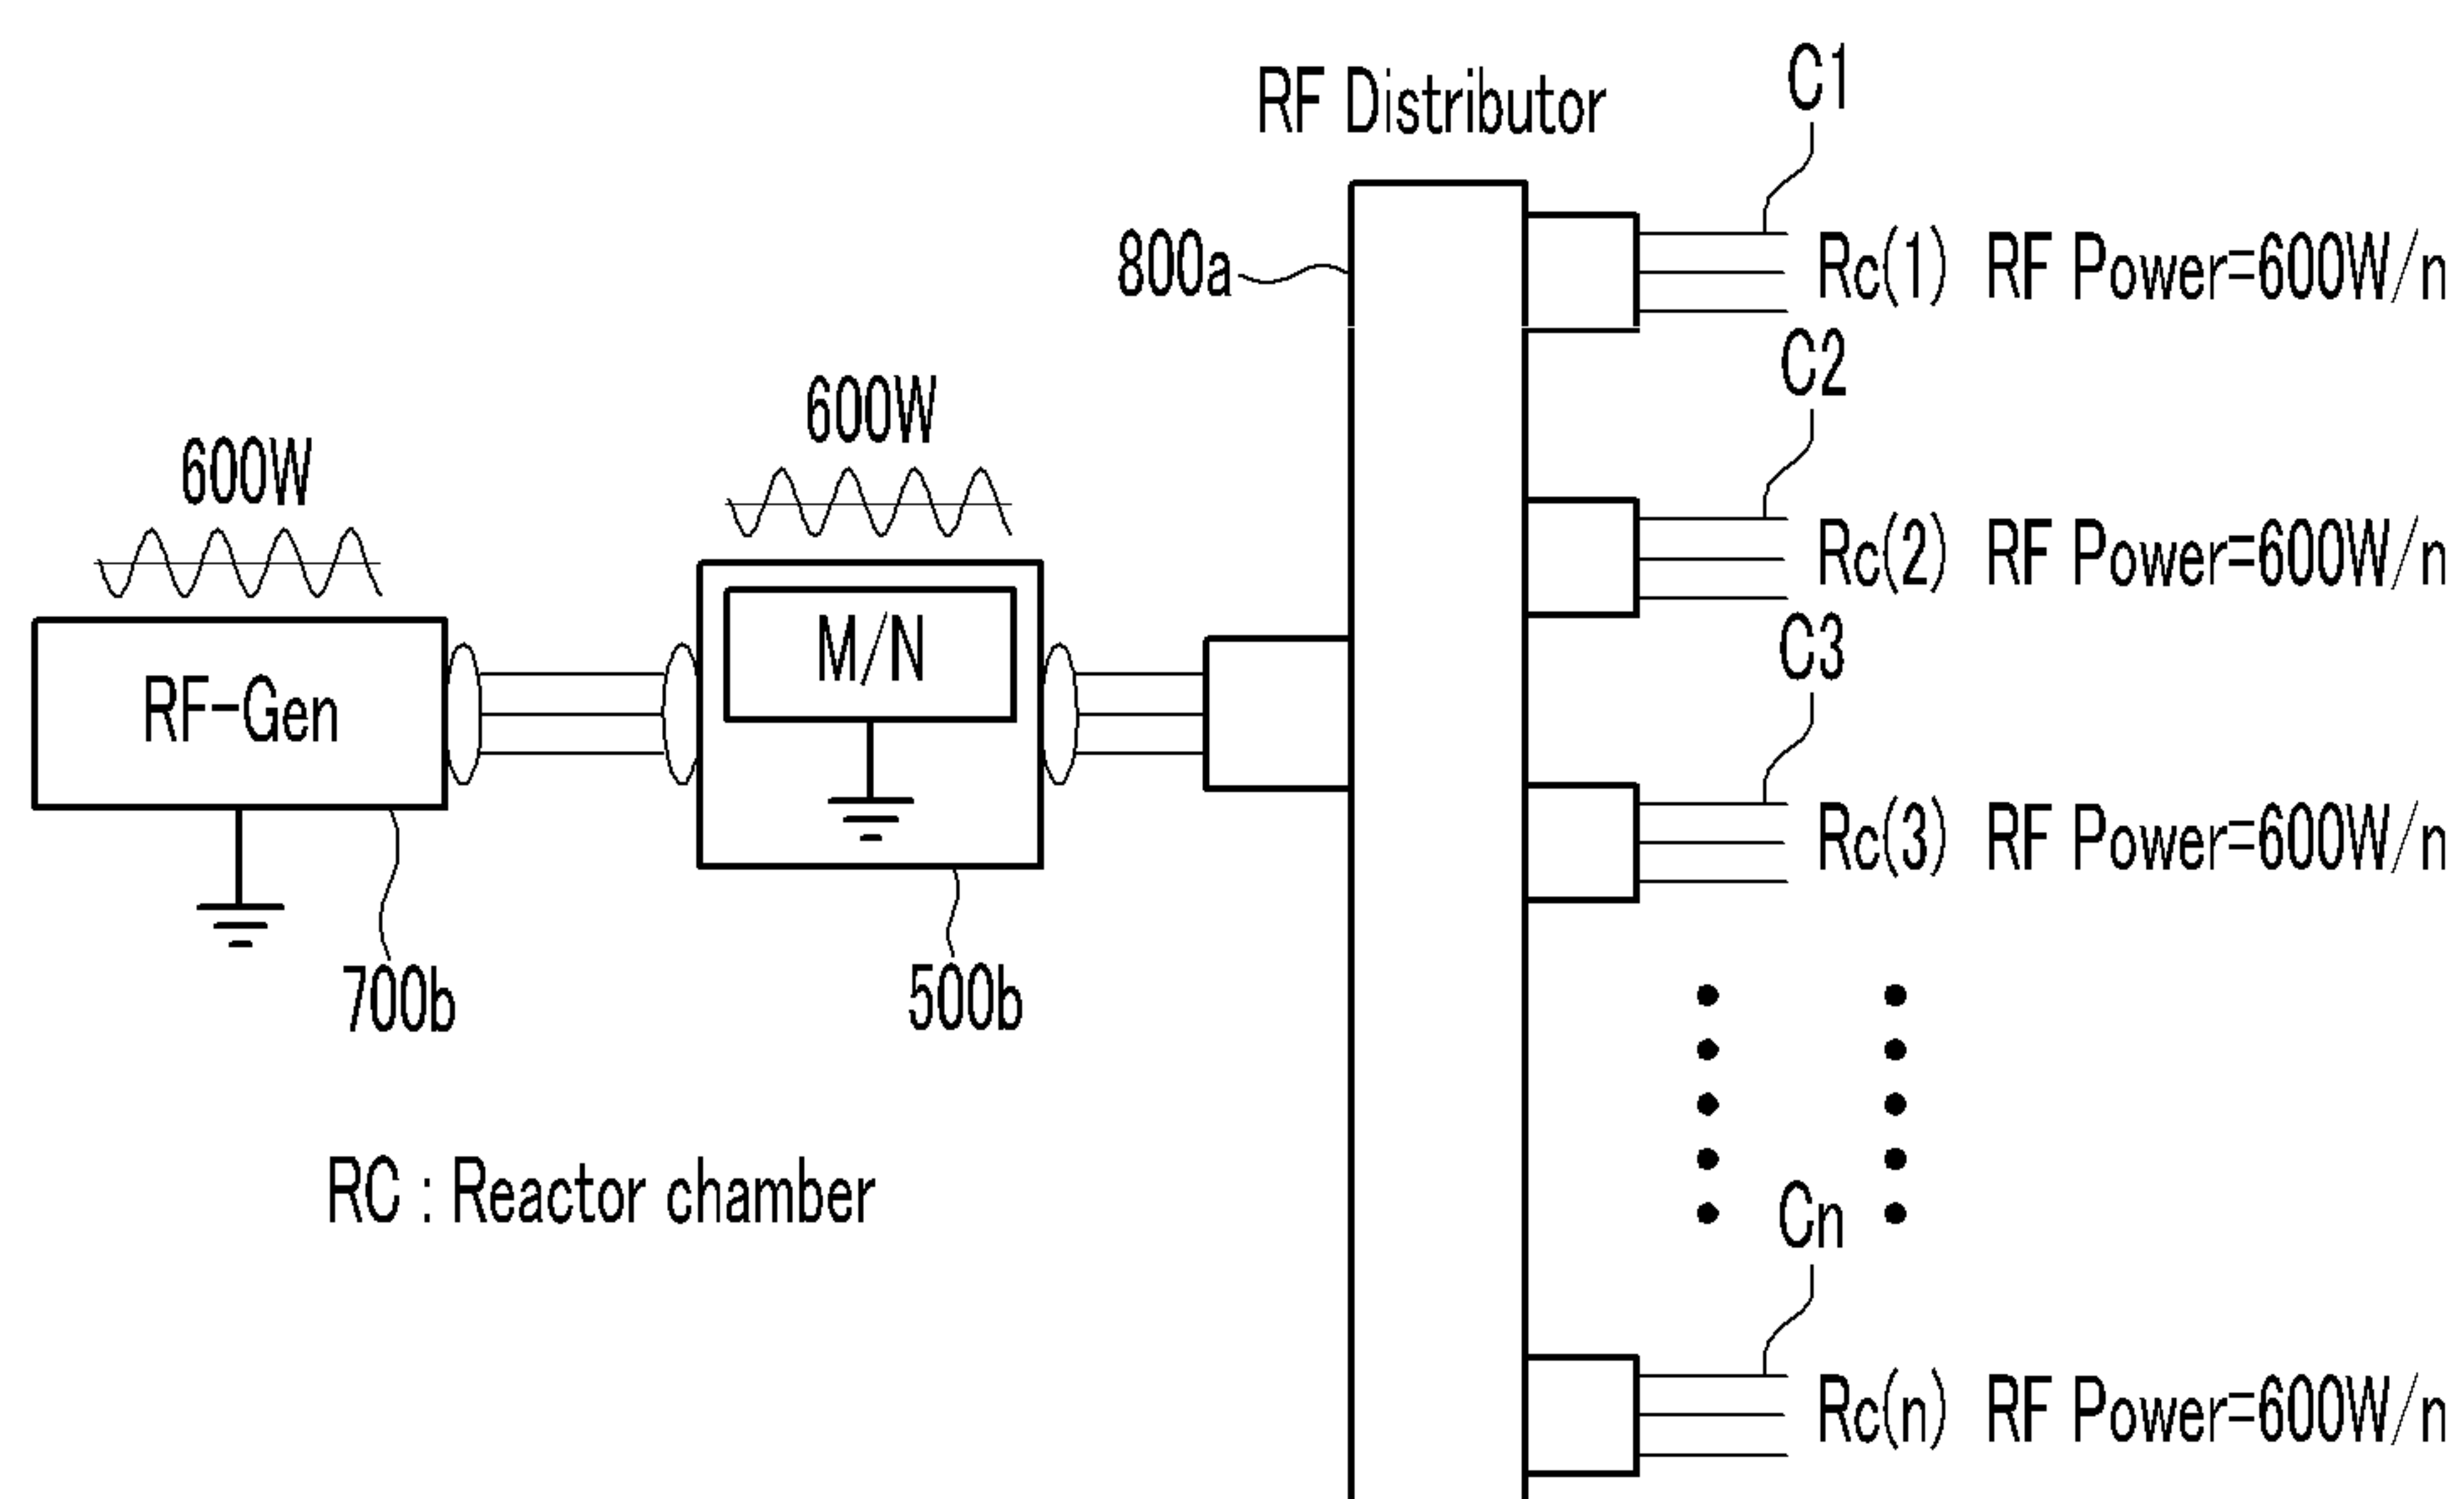 C1
RF Distributor
800a
Rc(1) RF Power=600W/n
C2
600W
600W
Rc(2) RF Power=600W/n
C3
M/N
RF-Gen
Rc(3) RF Power=600W/n
700b
500b
RC : Reactor chamber
Cn
Rc(n) RF Power=600W/n